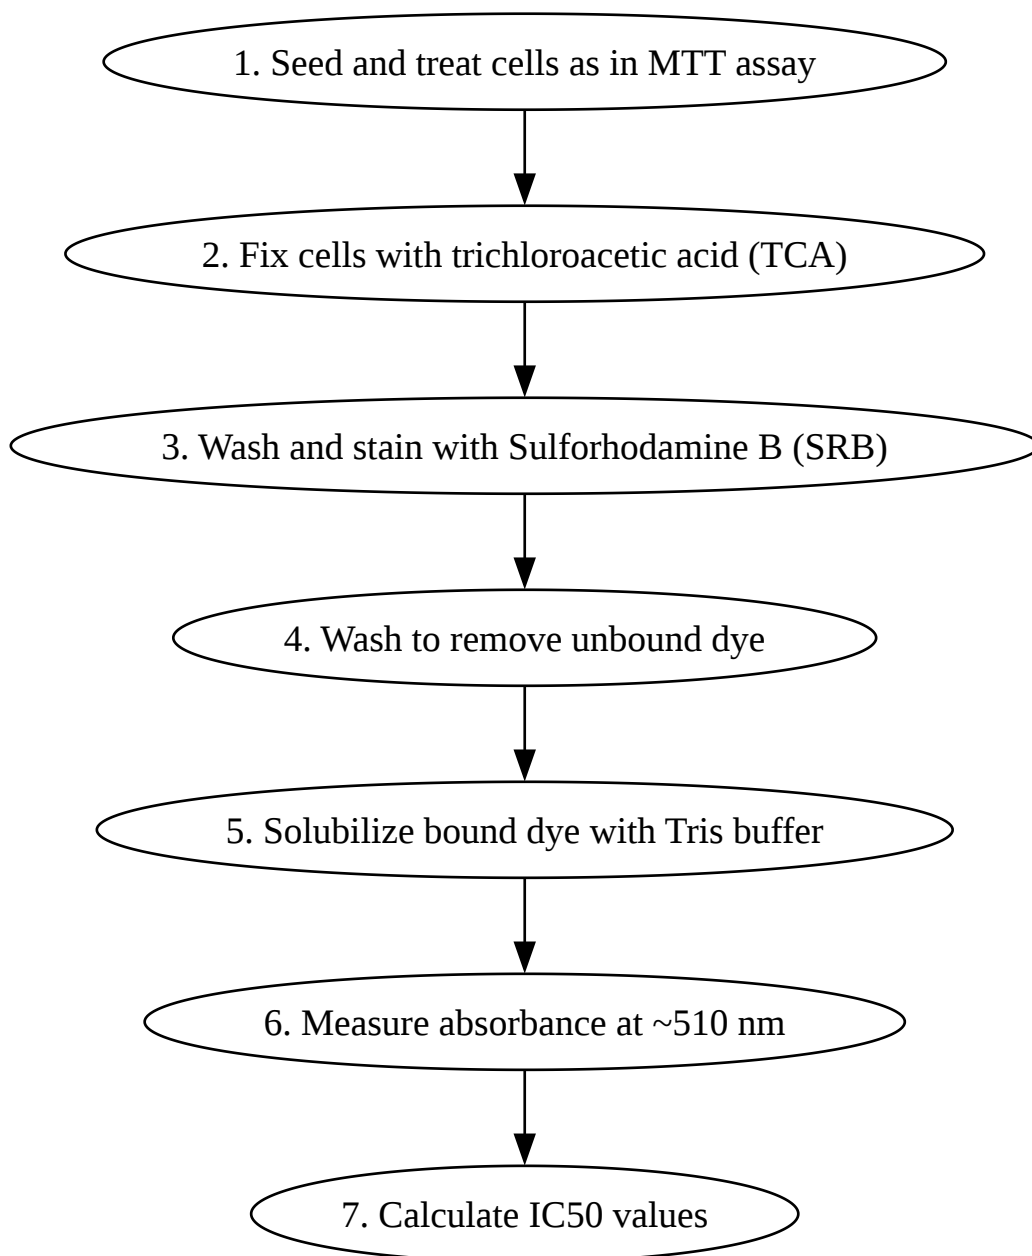 1. Seed and treat cells as in MTT assay
2. Fix cells with trichloroacetic acid (TCA)
3. Wash and stain with Sulforhodamine B (SRB)
4. Wash to remove unbound dye
5. Solubilize bound dye with Tris buffer
6. Measure absorbance at ~510 nm
7. Calculate IC50 values